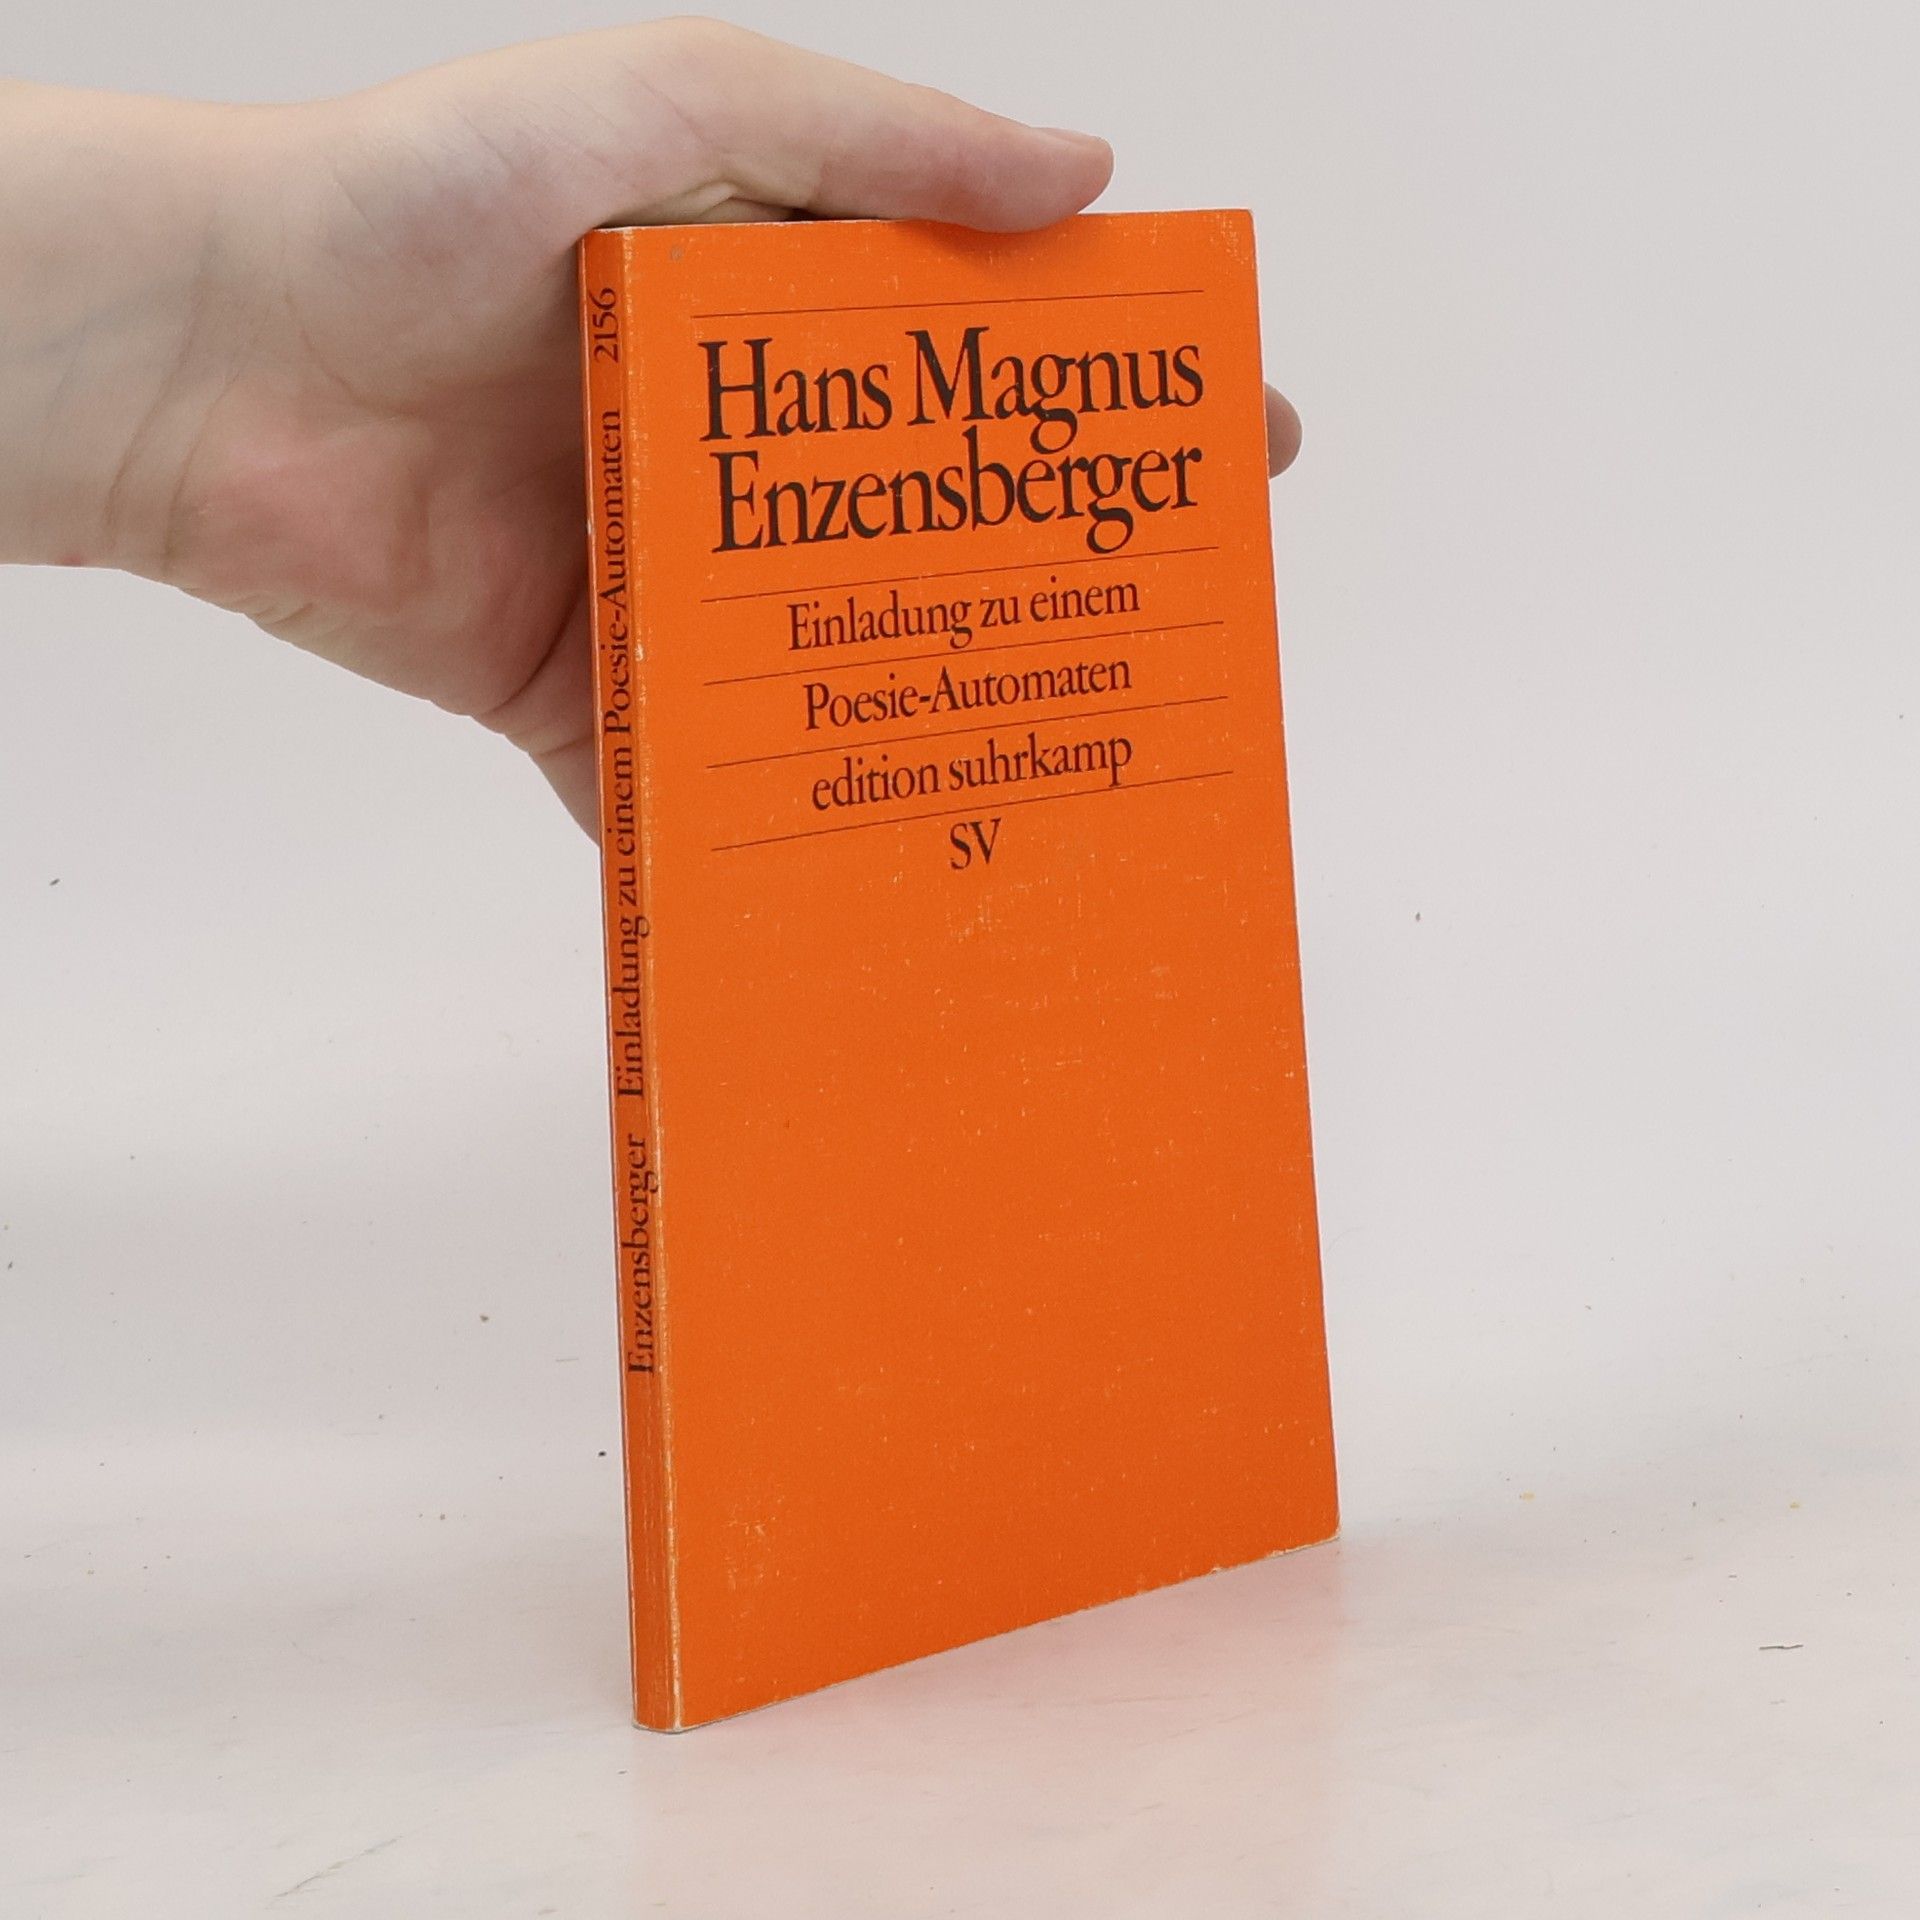 Hans Magnus
Enzensberger
Einladung zu einem
Poesie-Automaten
edition suhrkamp
SV
Enzensberger Einladung zu einem Poesie-Automaten 2156